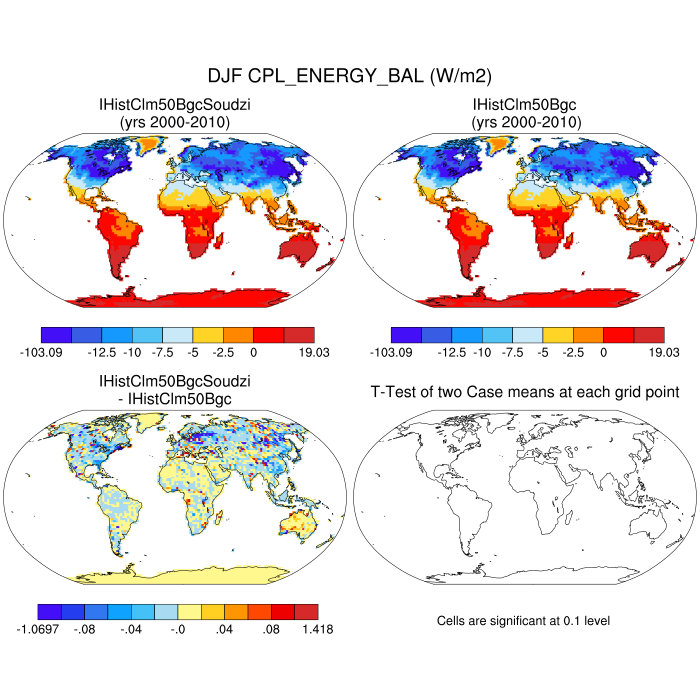 DJF CPL_ENERGY_BAL (W/m2)
IHistClm50BgcSoudzi
(yrs 2000-2010)
IHistClm50Bgc
(yrs 2000-2010)
-103.09 -12.5 -10 -7.5 -5 -2.5 0 19.03
-103.09 -12.5 -10 -7.5 -5 -2.5 0 19.03
IHistClm50BgcSoudzi
- IHistClm50Bgc
T-Test of two Case means at each grid point
-1.0697 -.08 -.04 -.0 .04 .08 1.418
Cells are significant at 0.1 level